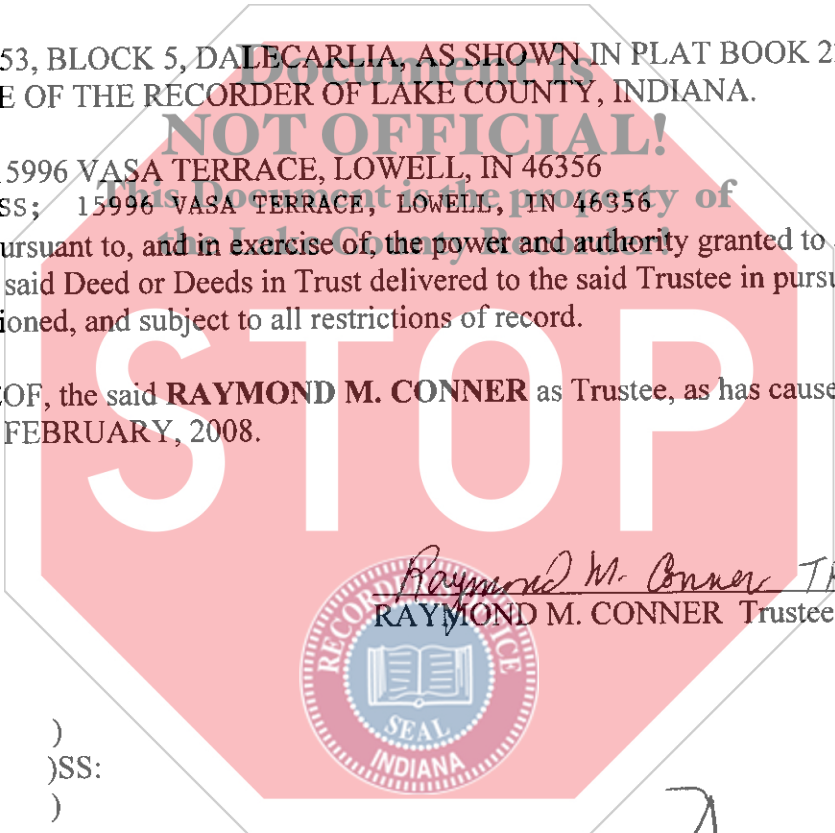 53, BLOCK 5, DALECARLIA, AS SHOWN IN PLAT BOOK
Document is
E OF THE RECORDER OF LAKE COUNTY, INDIANA.
NOT OFFICIAL!
15996 VASA TERRACE, LOWELL, IN 46356
This Document is the property of
SS; 15996 VASA TERRACE, LOWELL, IN 46356
the Lake County Recorder!
ursuant to, and in exercise of, the power and authority granted to
said Deed or Deeds in Trust delivered to the said Trustee in pursu
ioned, and subject to all restrictions of record.
STOP
OF, the said RAYMOND M. CONNER as Trustee, as has cause
FEBRUARY, 2008.
Raymond M. Conner TR
RAYMOND M. CONNER Trustee
RECORDER'S OFFICE
SEAL
INDIANA
)
)SS:
)